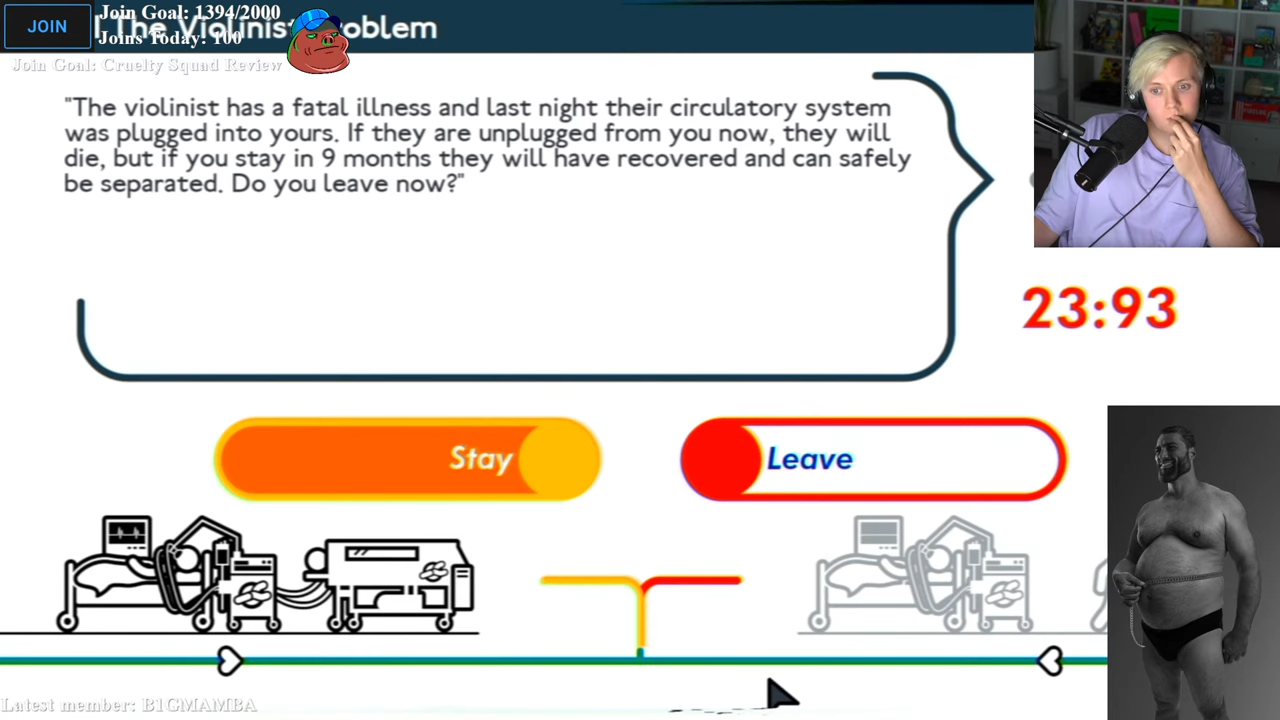 JOIN
Join Goal: 1394/2000
The Violinist Problem
Joins Today: 100
Join Goal: Cruelty Squad Review
"The violinist has a fatal illness and last night their circulatory system
was plugged into yours. If they are unplugged from you now, they will
die, but if you stay in 9 months they will have recovered and can safely
be separated. Do you leave now?"
23:93
Stay
Leave
Latest member: B1GMAMBA